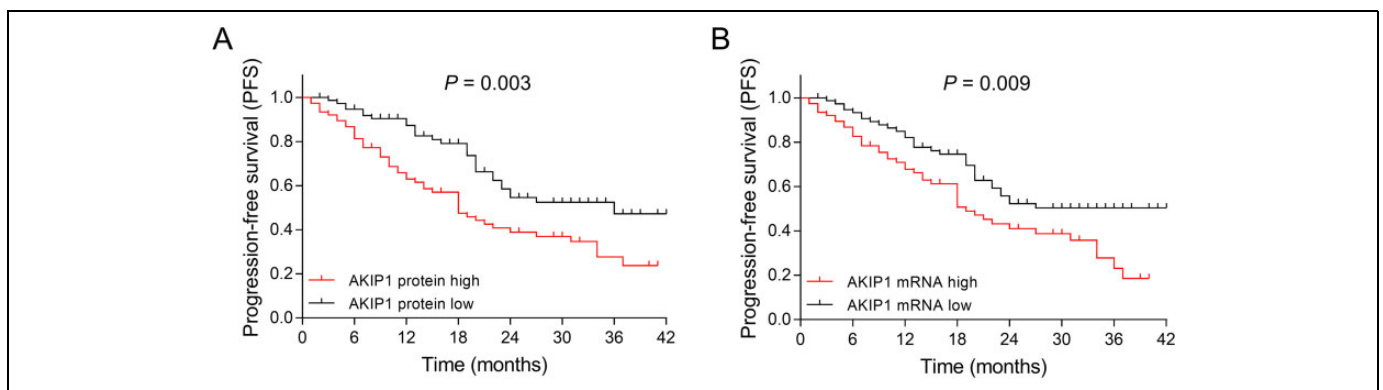 A
P = 0.003
Progression-free survival (PFS)
1.0
0.8
0.6
0.4
0.2
0.0
AKIP1 protein high
AKIP1 protein low
0 6 12 18 24 30 36 42
Time (months)
B
P = 0.009
Progression-free survival (PFS)
1.0
0.8
0.6
0.4
0.2
0.0
AKIP1 mRNA high
AKIP1 mRNA low
0 6 12 18 24 30 36 42
Time (months)